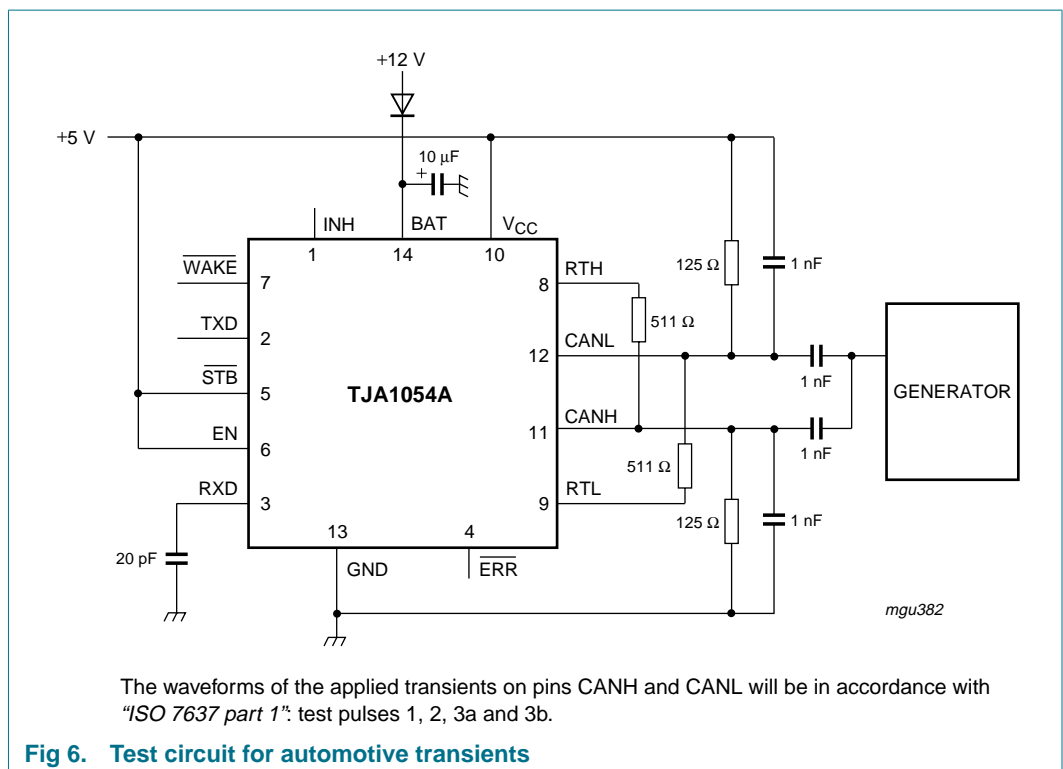 +12 V
+5 V
10 μF
+
INH
BAT
VCC
1
14
10
WAKE
7
RTH
8
125 Ω
1 nF
511 Ω
TXD
2
CANL
12
1 nF
STB
5
TJA1054A
GENERATOR
EN
6
CANH
11
1 nF
511 Ω
RXD
3
RTL
9
125 Ω
1 nF
13
4
20 pF
GND
ERR
mgu382
The waveforms of the applied transients on pins CANH and CANL will be in accordance with
“ISO 7637 part 1”: test pulses 1, 2, 3a and 3b.
Fig 6. Test circuit for automotive transients